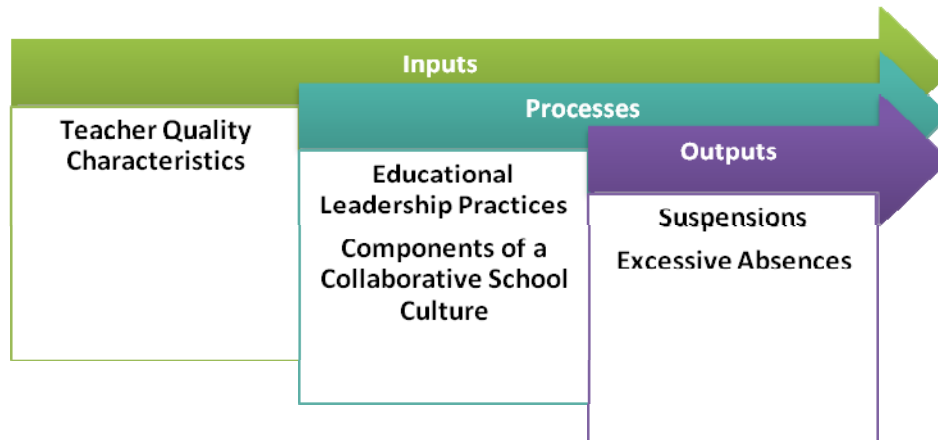 Inputs
Teacher Quality
Characteristics
Processes
Educational
Leadership Practices
Components of a
Collaborative School
Culture
Outputs
Suspensions
Excessive Absences